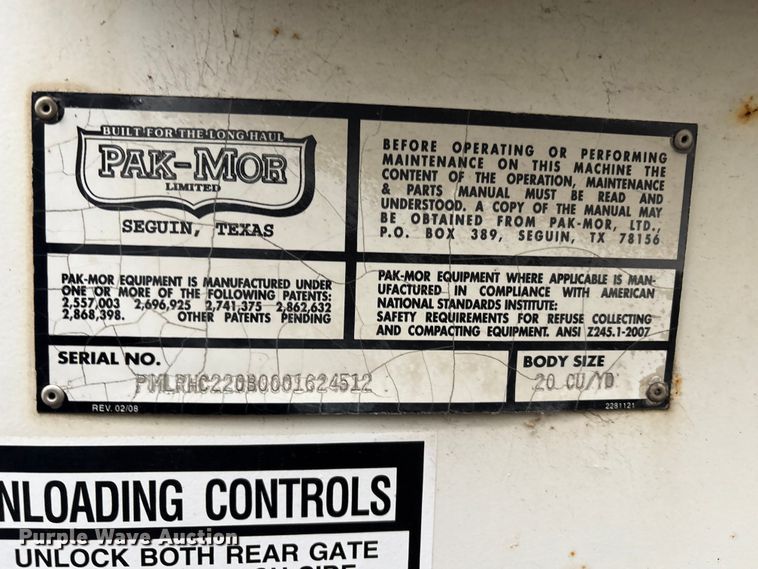 BUILT FOR THE LONG HAUL
PAK-MOR
LIMITED
SEGUIN, TEXAS
BEFORE OPERATING OR PERFORMING
MAINTENANCE ON THIS MACHINE THE
CONTENT OF THE OPERATION, MAINTENANCE
& PARTS MANUAL MUST BE READ AND
UNDERSTOOD. A COPY OF THE MANUAL MAY
BE OBTAINED FROM PAK-MOR, LTD.,
P.O. BOX 389, SEGUIN, TX 78156
PAK-MOR EQUIPMENT IS MANUFACTURED UNDER
ONE OR MORE OF THE FOLLOWING PATENTS:
2,557,003 2,696,925 2,741,375 2,862,632
2,868,398. OTHER PATENTS PENDING
PAK-MOR EQUIPMENT WHERE APPLICABLE IS MAN-
UFACTURED IN COMPLIANCE WITH AMERICAN
NATIONAL STANDARDS INSTITUTE:
SAFETY REQUIREMENTS FOR REFUSE COLLECTING
AND COMPACTING EQUIPMENT. ANSI Z245.1-2007
SERIAL NO.
PMLRHC220B0001624512
BODY SIZE
20 CU/YD
REV. 02/08
2281121
NLOADING CONTROLS
Purple Wave Auction
UNLOCK BOTH REAR GATE
SIDE